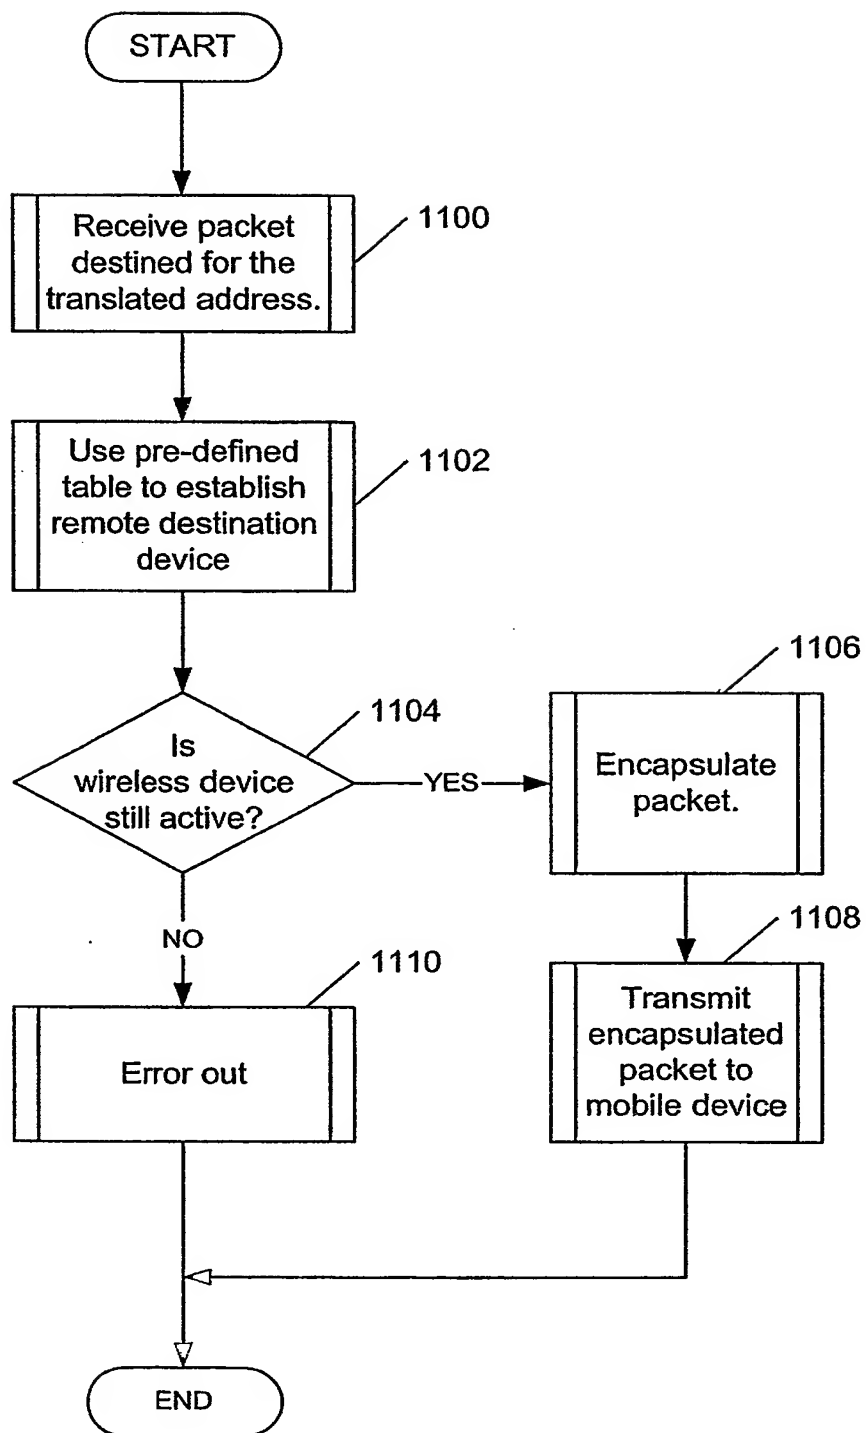 START
Receive packet
destined for the
translated address.
1100
Use pre-defined
table to establish
remote destination
device
1102
Is
wireless device
still active?
1104
YES
Encapsulate
packet.
1106
NO
Transmit
encapsulated
packet to
mobile device
1108
Error out
1110
END